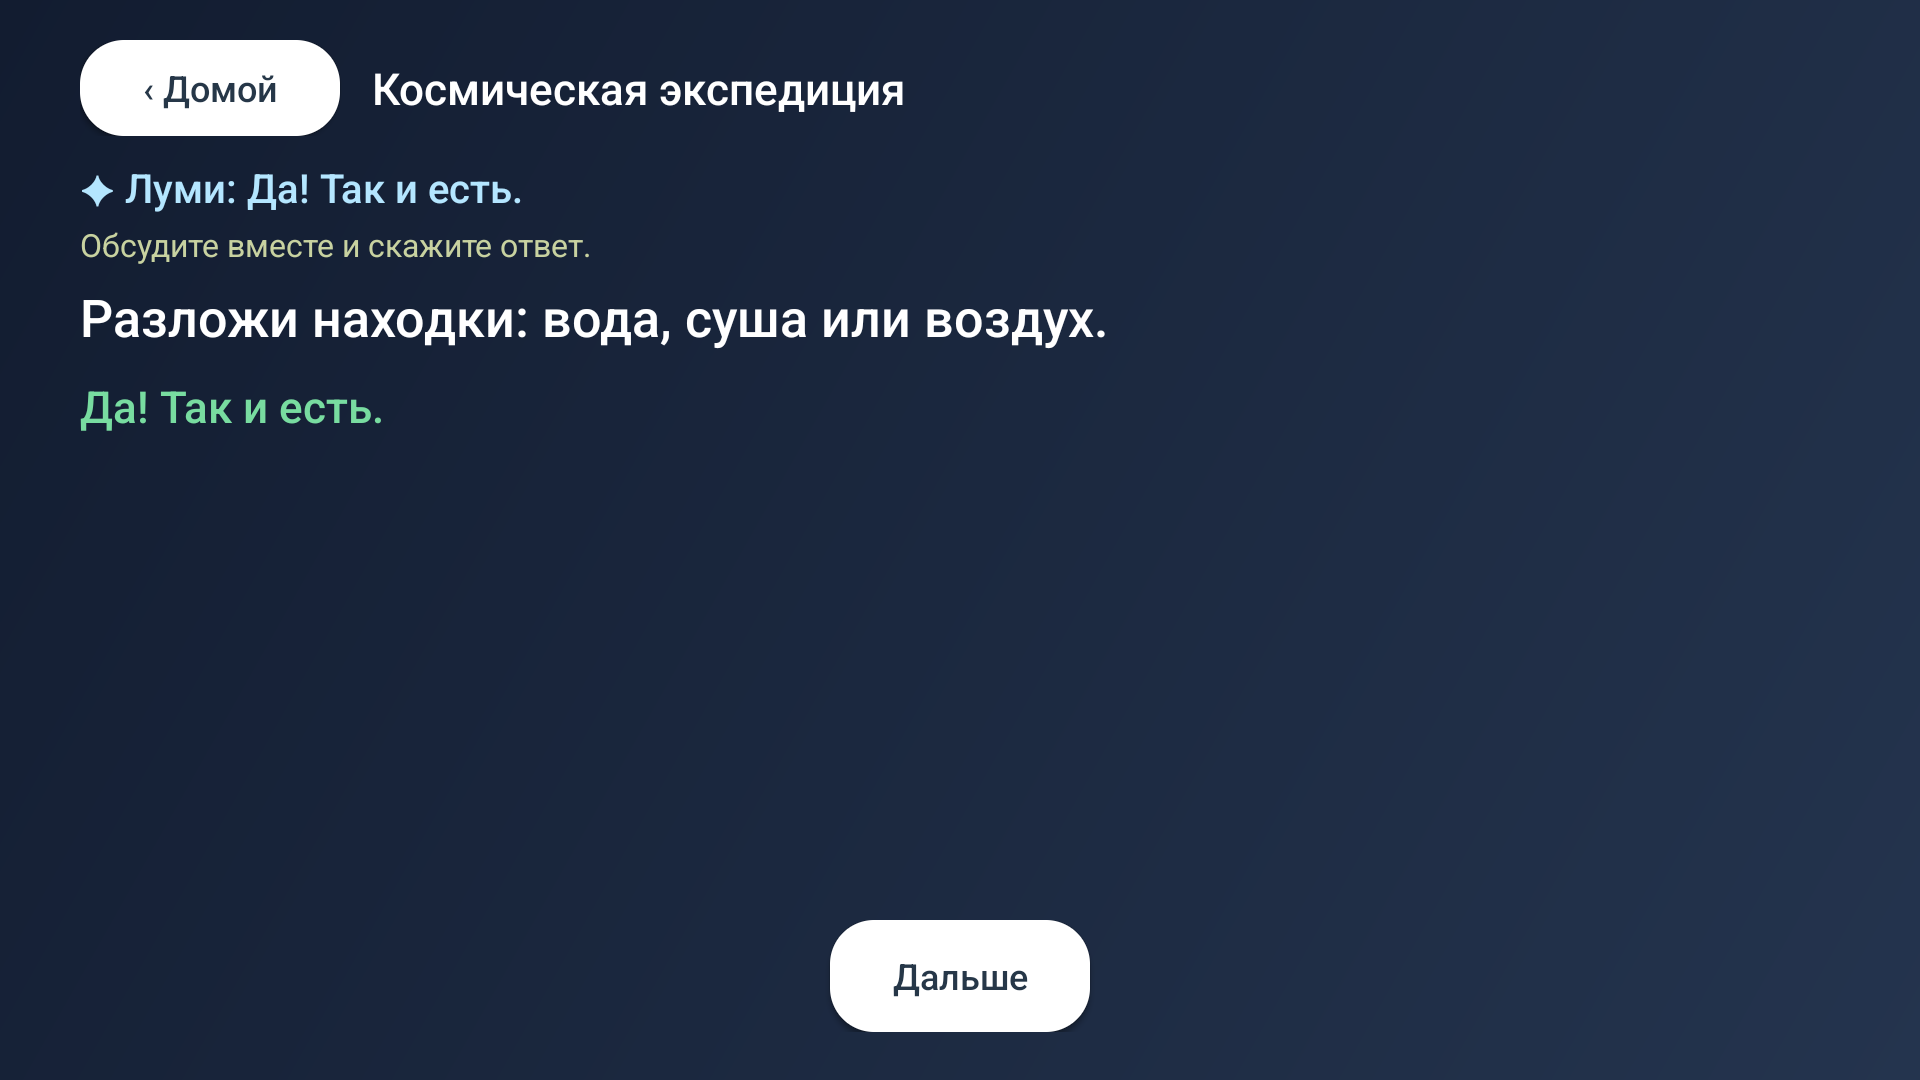 ‹ Домой
Космическая экспедиция
✦ Луми: Да! Так и есть.
Обсудите вместе и скажите ответ.
Разложи находки: вода, суша или воздух.
Да! Так и есть.
Дальше